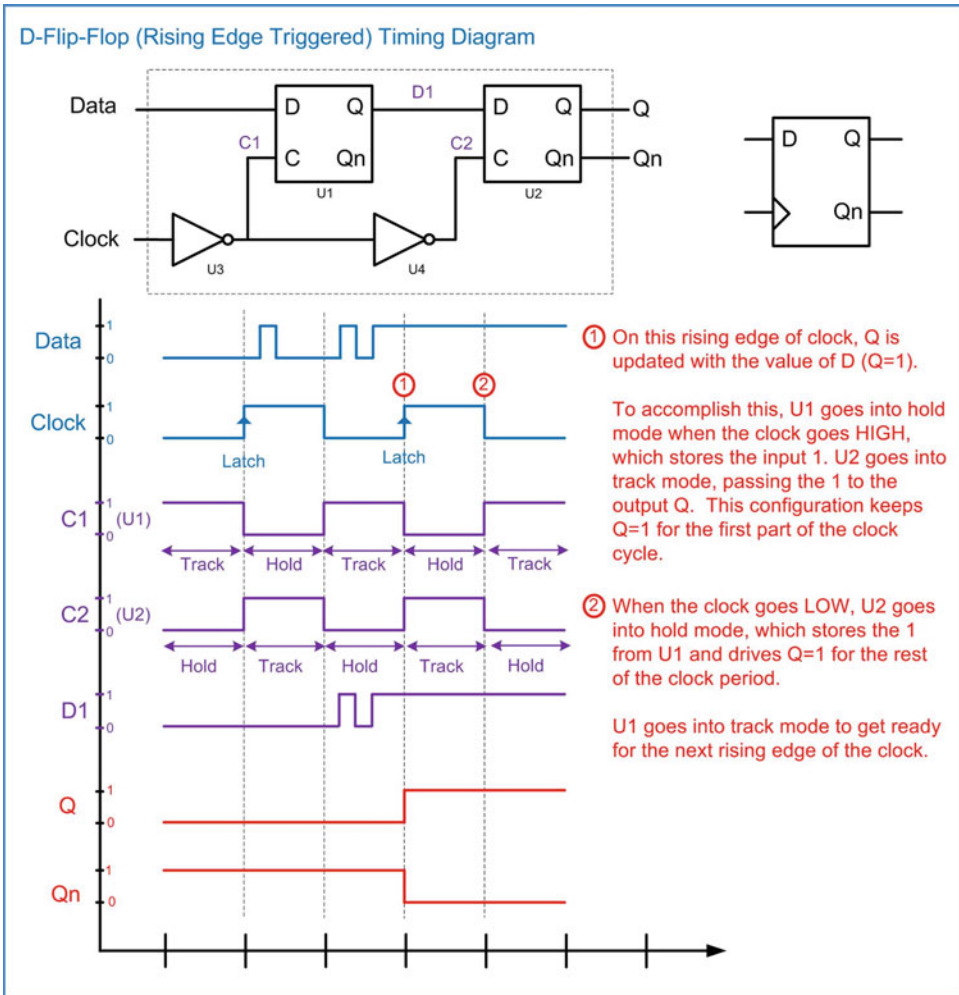 D-Flip-Flop (Rising Edge Triggered) Timing Diagram
Data
D Q
D1
D Q
Q
D Q
C1
C Qn
C2
C Qn
Qn
Qn
U1
U2
Clock
U3
U4
Data
1
0
1
2
Clock
1
0
Latch
Latch
C1 (U1)
1
0
Track Hold Track Hold Track
C2 (U2)
1
0
Hold Track Hold Track Hold
D1
1
0
Q
1
0
Qn
1
0
1 On this rising edge of clock, Q is
updated with the value of D (Q=1).
To accomplish this, U1 goes into hold
mode when the clock goes HIGH,
which stores the input 1. U2 goes into
track mode, passing the 1 to the
output Q. This configuration keeps
Q=1 for the first part of the clock
cycle.
2 When the clock goes LOW, U2 goes
into hold mode, which stores the 1
from U1 and drives Q=1 for the rest
of the clock period.
U1 goes into track mode to get ready
for the next rising edge of the clock.